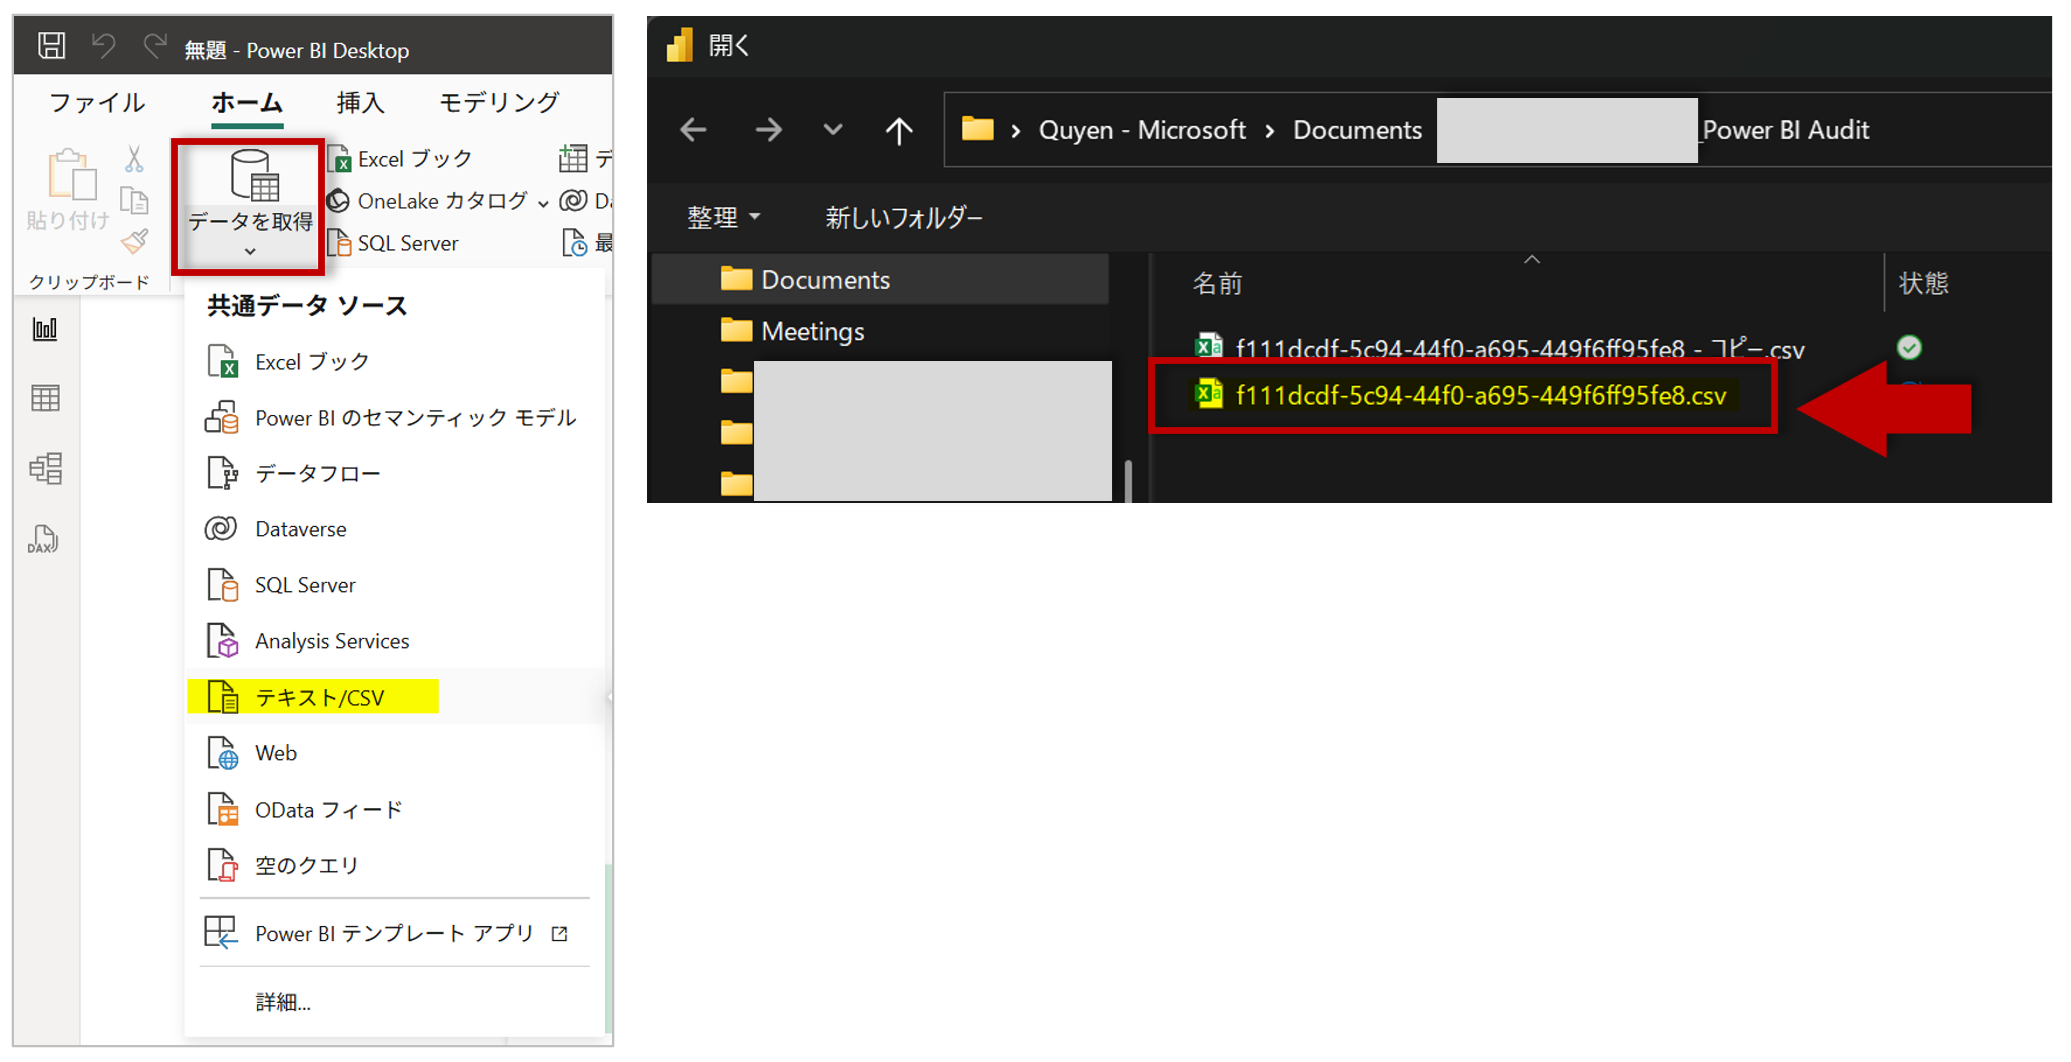 無題 - Power BI Desktop
ファイル
ホーム
挿入
モデリング
貼り付け
データを取得
Excel ブック
OneLake カタログ
SQL Server
クリップボード
共通データ ソース
Excel ブック
Power BI のセマンティック モデル
データフロー
Dataverse
SQL Server
Analysis Services
テキスト/CSV
Web
OData フィード
空のクエリ
Power BI テンプレート アプリ
詳細...
DAX
開く
Quyen - Microsoft > Documents
_Power BI Audit
整理
新しいフォルダー
Documents
Meetings
名前
状態
f111dcdf-5c94-44f0-a695-449f6ff95fe8 - コピー.csv
f111dcdf-5c94-44f0-a695-449f6ff95fe8.csv